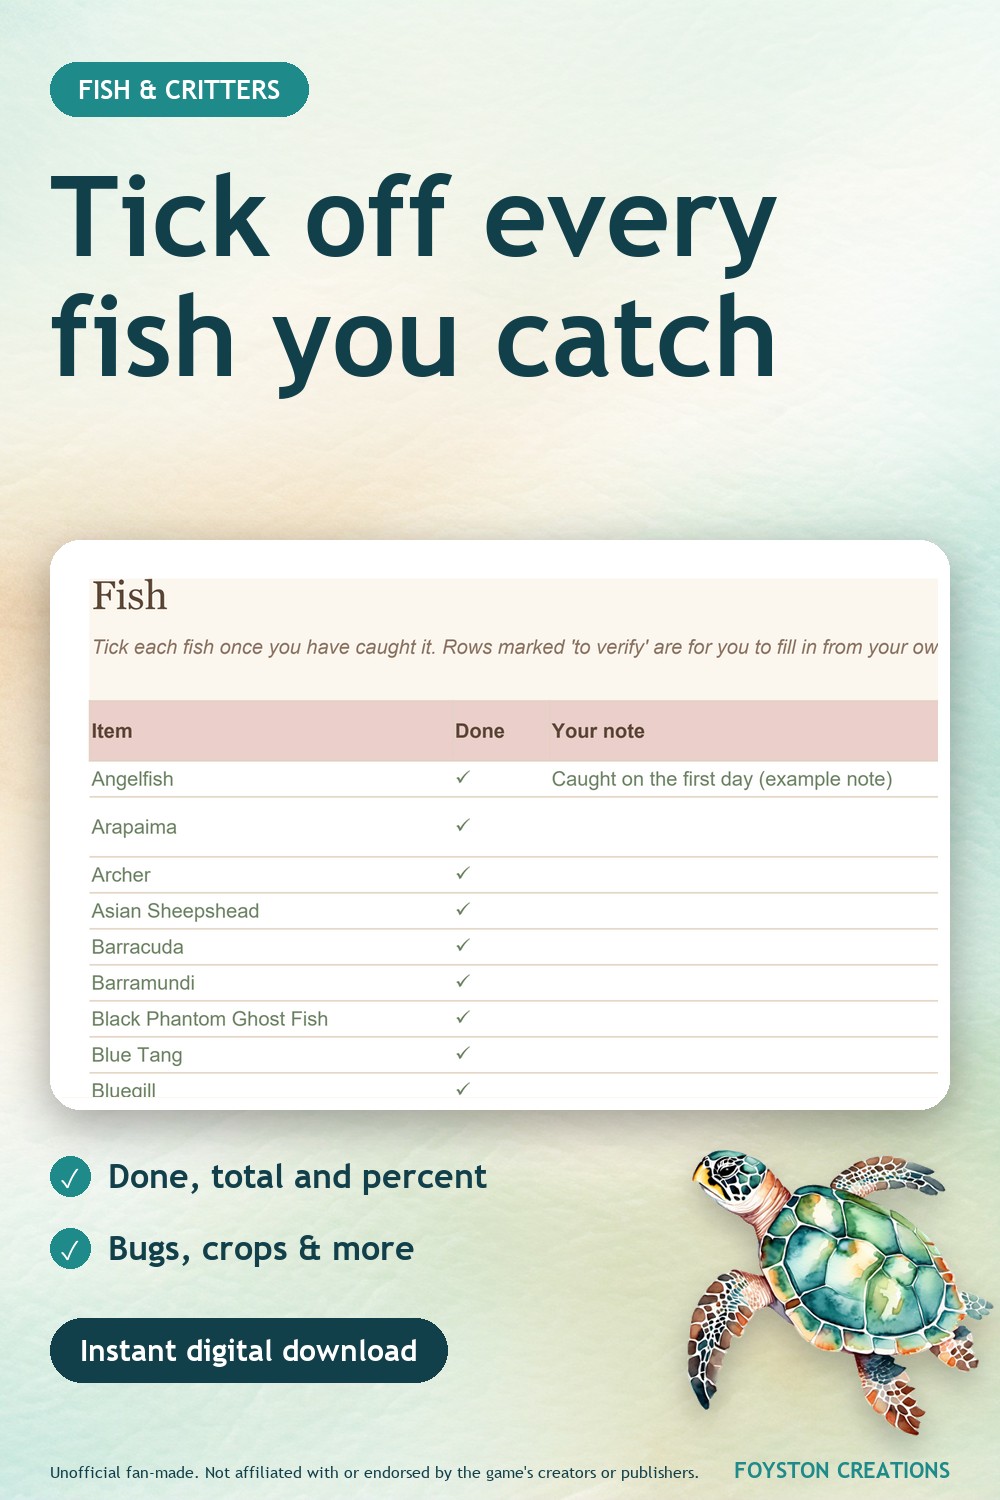 FISH & CRITTERS
Tick off every
fish you catch
Fish
Tick each fish once you have caught it. Rows marked 'to verify' are for you to fill in from your ow
Item Done Your note
Angelfish ✓ Caught on the first day (example note)
Arapaima ✓
Archer ✓
Asian Sheepshead ✓
Barracuda ✓
Barramundi ✓
Black Phantom Ghost Fish ✓
Blue Tang ✓
Bluegill ✓
✓ Done, total and percent
✓ Bugs, crops & more
Instant digital download
Unofficial fan-made. Not affiliated with or endorsed by the game's creators or publishers.
FOYSTON CREATIONS